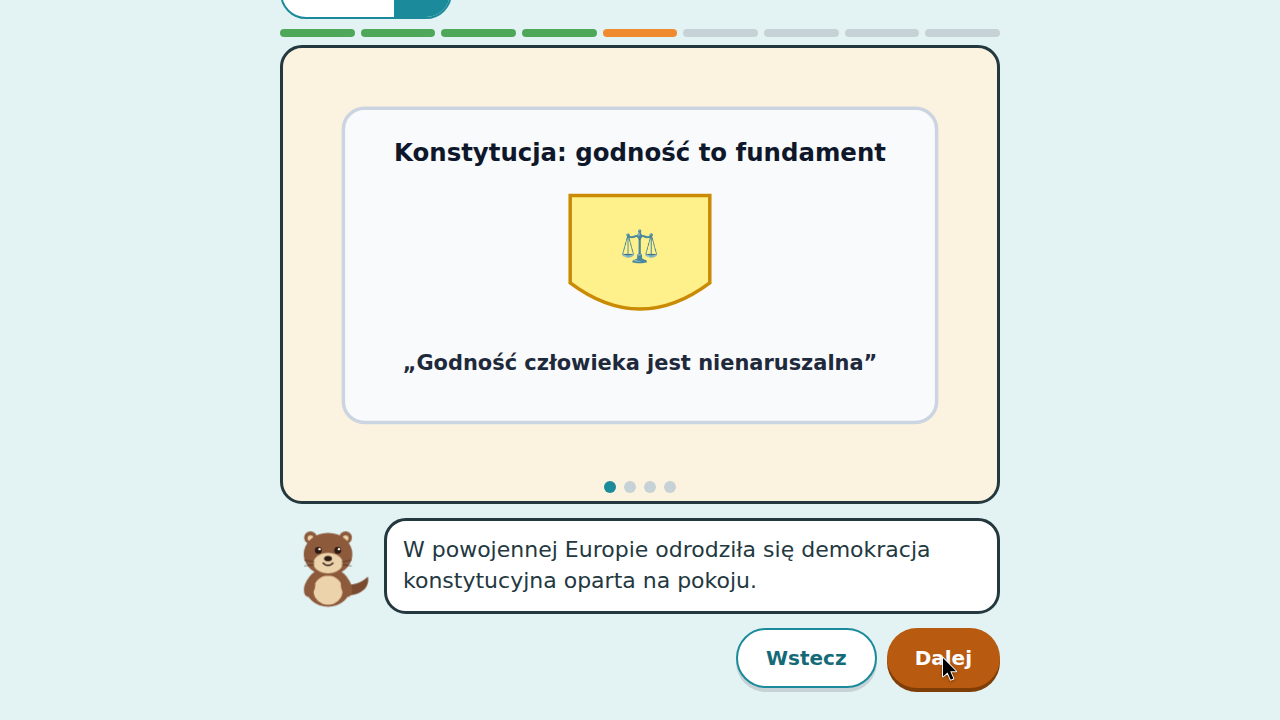 Konstytucja: godność to fundament
„Godność człowieka jest nienaruszalna”
W powojennej Europie odrodziła się demokracja
konstytucyjna oparta na pokoju.
Wstecz
Dalej